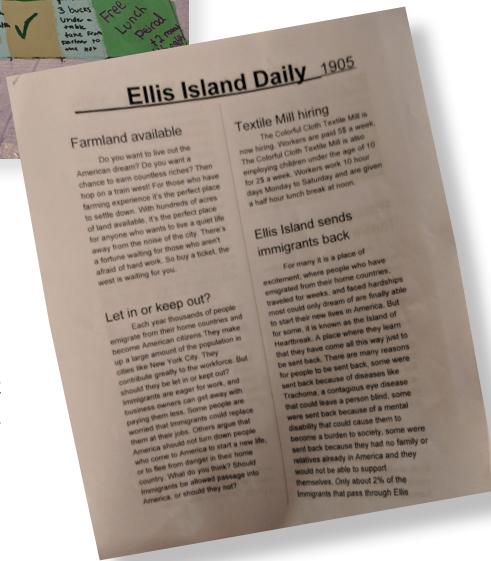 3 bucks
under a
table
take from
one
Free
Lunch
Peirod
Ellis Island Daily 1905
Farmland available
Do you want to live out the
American dream? Do you want a
chance to earn countless riches? Then
hop on a train west! For those who have
farming experience it's the perfect place
to settle down. With hundreds of acres
of land available, it's the perfect place
for anyone who wants to live a quiet life
away from the noise of the city. There's
a fortune waiting for those who aren't
afraid of hard work. So buy a ticket, the
west is waiting for you.
Let in or keep out?
Each year thousands of people
emigrate from their home countries and
become American citizens They make
up a large amount of the population in
cities like New York City. They
contribute greatly to the workforce. But
should they be let in or kept out?
Immigrants are eager for work, and
business owners can get away with
paying them less. Some people are
worried that Immigrants could replace
them at their jobs. Others argue that
America should not turn down people
who come to America to start a new life,
or to flee from danger in their home
country. What do you think? Should
Immigrants be allowed passage into
America, or should they not?
Textile Mill hiring
The Colorful Cloth Textile Mill is
now hiring. Workers are paid 5$ a week.
The Colorful Cloth Textile Mill is also
employing children under the age of 10
for 2$ a week. Workers work 10 hour
days Monday to Saturday and are given
a half hour lunch break at noon.
Ellis Island sends
immigrants back
For many it is a place of
excitement, where people who have
emigrated from their home countries,
traveled for weeks, and faced hardships
most could only dream of are finally able
to start their new lives in America. But
for some, it is known as the Island of
Heartbreak. A place where they learn
that they have come all this way just to
be sent back. There are many reasons
for people to be sent back, some were
sent back because of diseases like
Trachoma, a contagious eye disease
that could leave a person blind, some
were sent back because of a mental
disability that could cause them to
become a burden to society, some were
sent back because they had no family or
relatives already in America and they
would not be able to support
themselves. Only about 2% of the
Immigrants that pass through Ellis